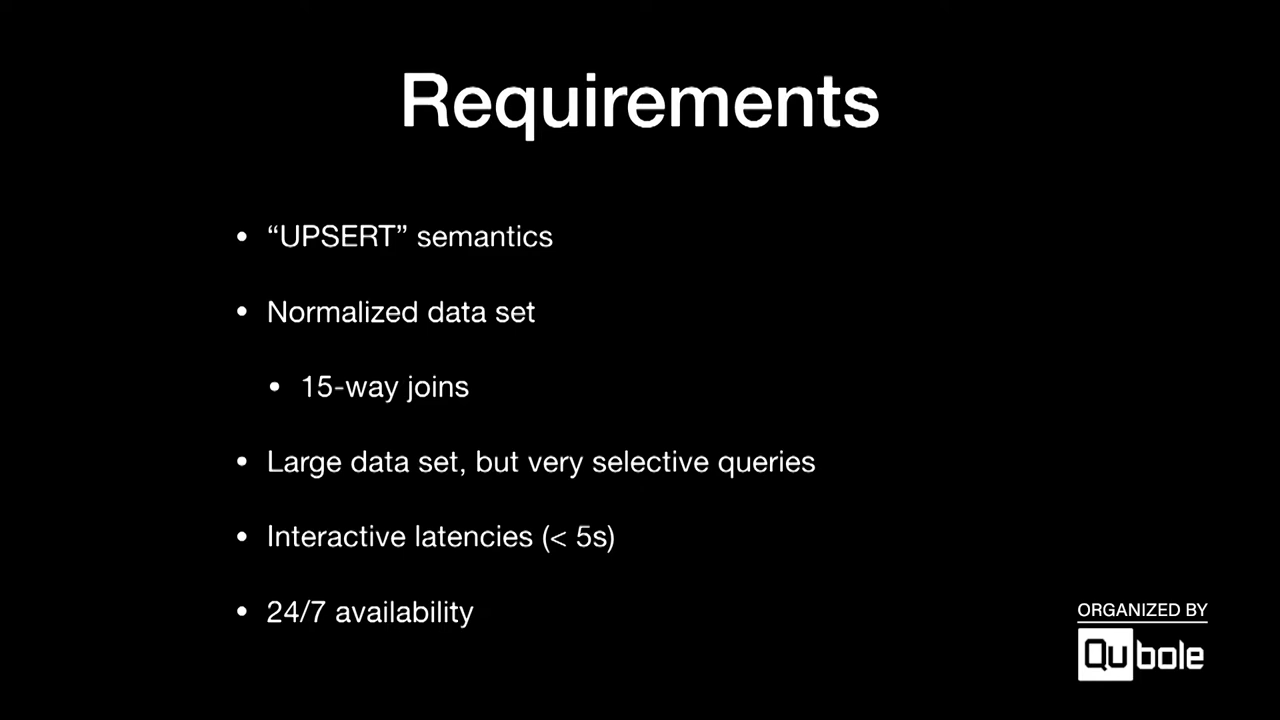 Requirements
• “UPSERT” semantics
• Normalized data set
• 15-way joins
• Large data set, but very selective queries
• Interactive latencies (< 5s)
• 24/7 availability
ORGANIZED BY
Qubole